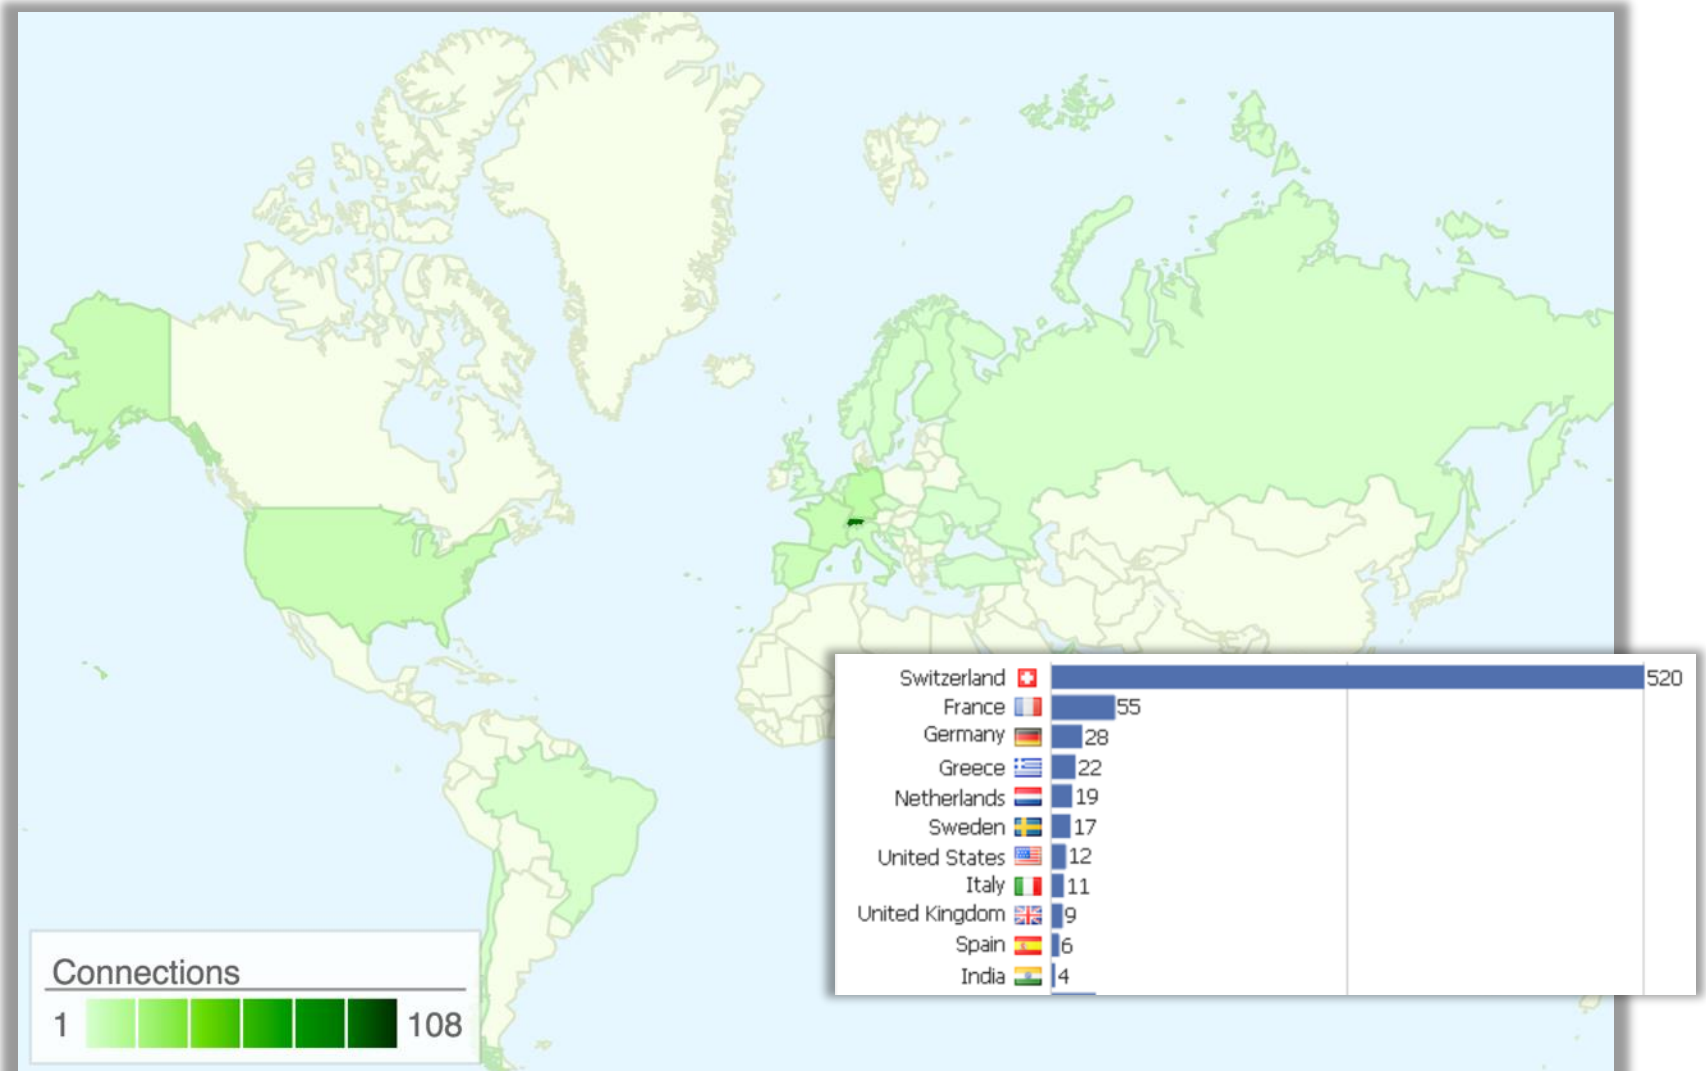 Switzerland 520
France 55
Germany 28
Greece 22
Netherlands 19
Sweden 17
United States 12
Italy 11
United Kingdom 9
Spain 6
India 4
Connections
1 108